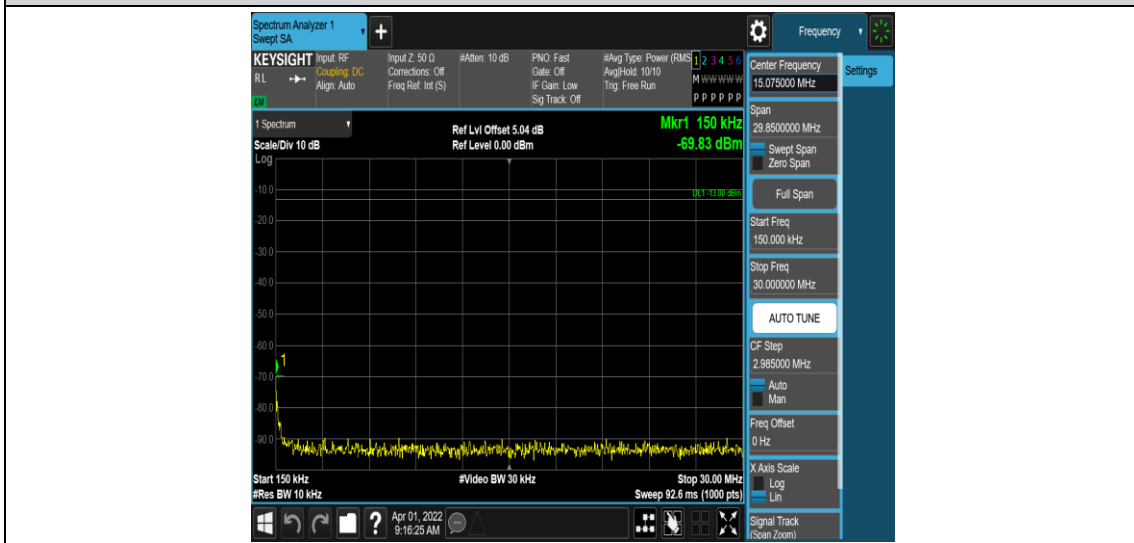 Spectrum Analyzer 1
Swept SA
+
Frequency
KEYSIGHT
RL
LXI
Input: RF
Coupling: DC
Align: Auto
Input Z: 50 Ω
Corrections: Off
Freq Ref: Int (S)
#Atten: 10 dB
PNO: Fast
Gate: Off
IF Gain: Low
Sig Track: Off
#Avg Type: Power (RMS
Avg|Hold: 10/10
Trig: Free Run
1 2 3 4 5 6
M W W W W W
P P P P P P
1 Spectrum
Scale/Div 10 dB
Ref Lvl Offset 5.04 dB
Ref Level 0.00 dBm
Mkr1 150 kHz
-69.83 dBm
Log
DL1 -13.00 dBm
-10.0
-20.0
-30.0
-40.0
-50.0
-60.0
1
-70.0
-80.0
-90.0
Start 150 kHz
#Video BW 30 kHz
Stop 30.00 MHz
#Res BW 10 kHz
Sweep 92.6 ms (1000 pts)
Center Frequency
15.075000 MHz
Settings
Span
29.8500000 MHz
Swept Span
Zero Span
Full Span
Start Freq
150.000 kHz
Stop Freq
30.000000 MHz
AUTO TUNE
CF Step
2.985000 MHz
Auto
Man
Freq Offset
0 Hz
X Axis Scale
Log
Lin
Signal Track
(Span Zoom)
?
Apr 01, 2022
9:16:25 AM